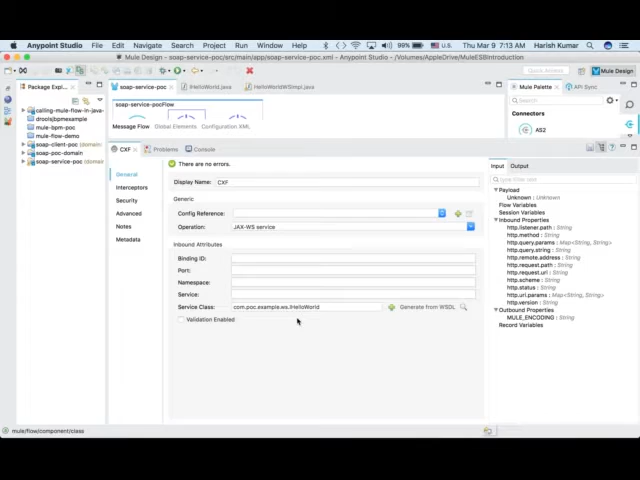 Anypoint Studio File Edit Navigate Search Project Run Window Help 99% U.S. Thu Mar 9 7:13 AM Harish Kumar
Mule Design - soap-service-poc/src/main/app/soap-service-poc.xml - Anypoint Studio - /Volumes/AppleDrive/MuleESBIntroduction
Quick Access Mule Design
Package Expl... soap-service-poc IHelloWorld.java HelloWorldWSImpl.java Mule Palette API Sync
soap-service-pocFlow
Search
Connectors
AS2
calling-mule-flow-in-java-
droolsjbpmexample
mule-bpm-poc
mule-flow-demo
soap-client-poc (domain
soap-poc-domain
soap-service-poc (domain
Message Flow Global Elements Configuration XML
CXF Problems Console
There are no errors.
General
Interceptors
Security
Advanced
Notes
Metadata
Display Name: CXF
Generic
Config Reference:
Operation: JAX-WS service
Inbound Attributes
Binding ID:
Port:
Namespace:
Service:
Service Class: com.poc.example.ws.IHelloWorld Generate from WSDL
Validation Enabled
Input Output
type filter text
Payload
Unknown : Unknown
Flow Variables
Session Variables
Inbound Properties
http.listener.path : String
http.method : String
http.query.params : Map<String, String>
http.query.string : String
http.remote.address : String
http.request.path : String
http.request.uri : String
http.scheme : String
http.status : String
http.uri.params : Map<String, String>
http.version : String
Outbound Properties
MULE_ENCODING : String
Record Variables
mule/flow/component/class